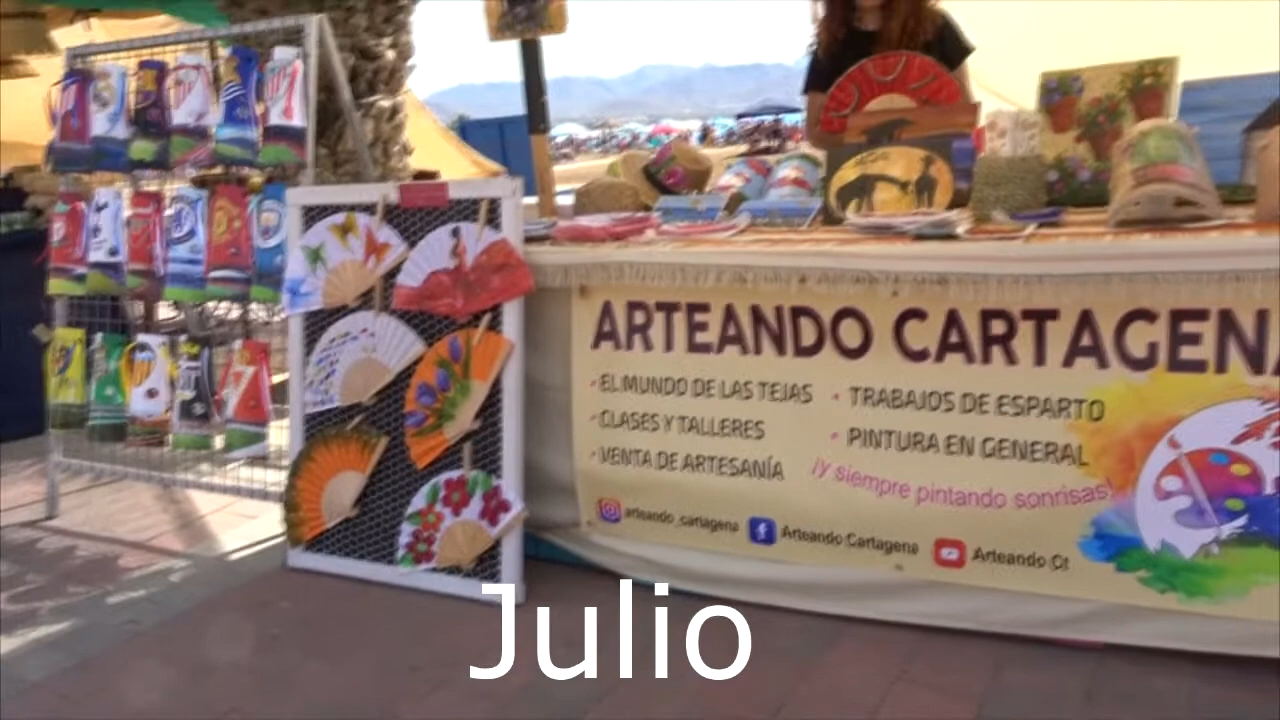 ARTEANDO CARTAGENA
- EL MUNDO DE LAS TEJAS
- CLASES Y TALLERES
- VENTA DE ARTESANÍA
- TRABAJOS DE ESPARTO
- PINTURA EN GENERAL
¡y siempre pintando sonrisas!
arteando_cartagena
Arteando Cartagena
Arteando Ct
Julio